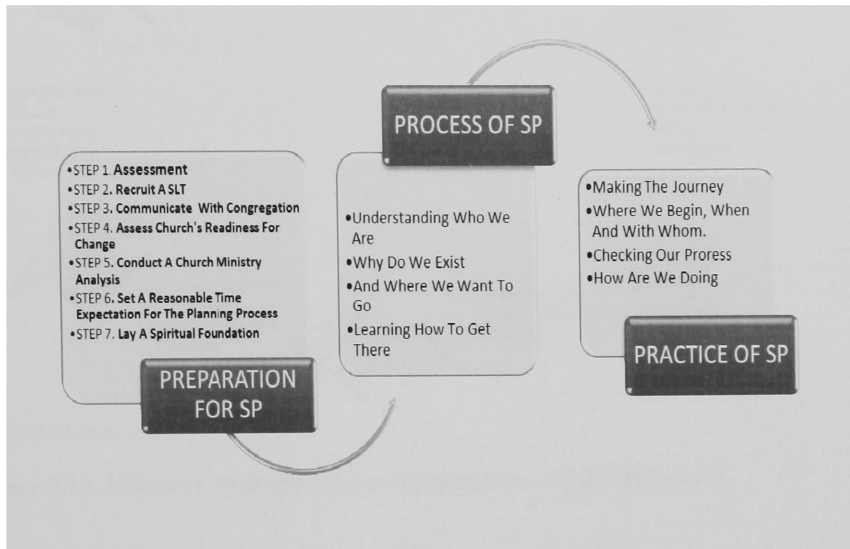 •STEP 1. Assessment
•STEP 2. Recruit A SLT
•STEP 3. Communicate With Congregation
•STEP 4. Assess Church's Readiness For
Change
•STEP 5. Conduct A Church Ministry
Analysis
•STEP 6. Set A Reasonable Time
Expectation For The Planning Process
•STEP 7. Lay A Spiritual Foundation
PREPARATION
FOR SP
PROCESS OF SP
•Understanding Who We
Are
•Why Do We Exist
•And Where We Want To
Go
•Learning How To Get
There
•Making The Journey
•Where We Begin, When
And With Whom.
•Checking Our Proress
•How Are We Doing
PRACTICE OF SP